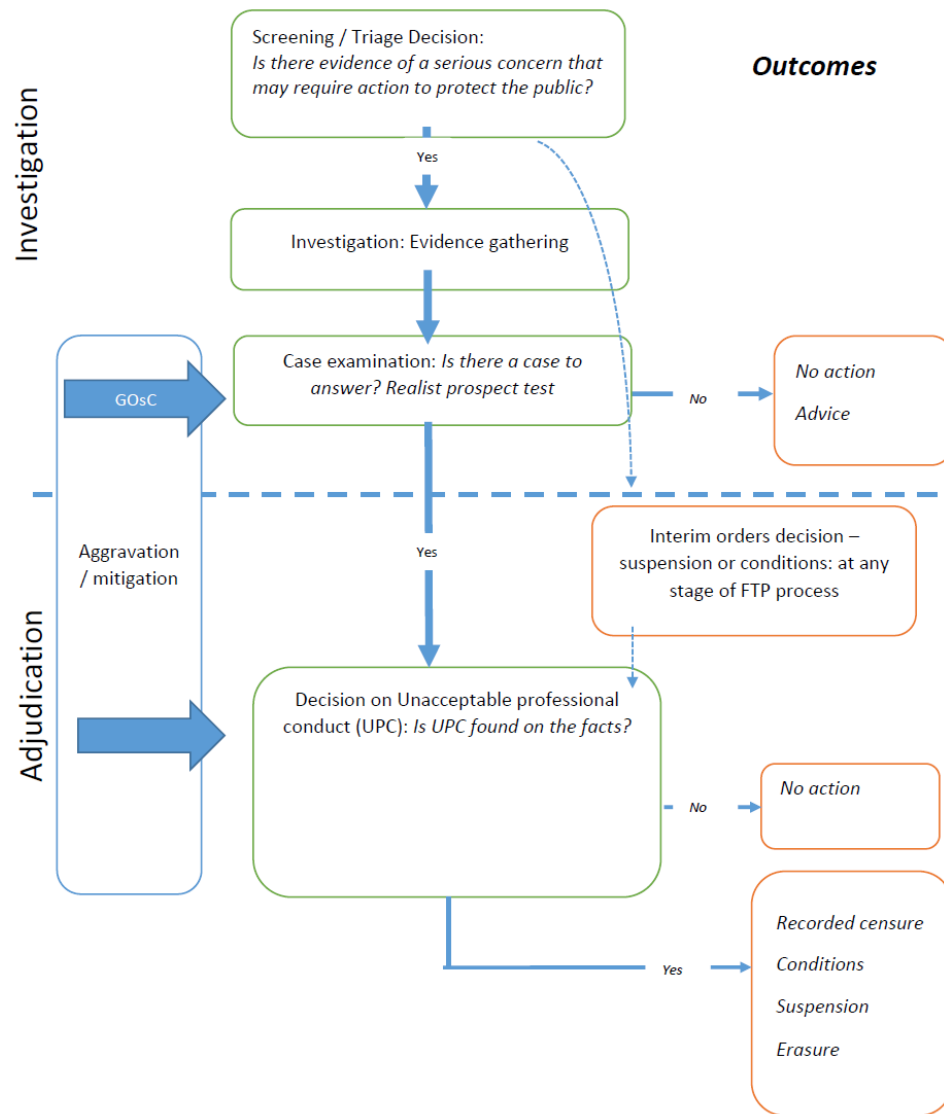 Screening / Triage Decision:
Is there evidence of a serious concern that
may require action to protect the public?
Outcomes
Investigation
Yes
Investigation: Evidence gathering
Case examination: Is there a case to
answer? Realist prospect test
GOsC
No
No action
Advice
Aggravation
/ mitigation
Yes
Interim orders decision –
suspension or conditions: at any
stage of FTP process
Adjudication
Decision on Unacceptable professional
conduct (UPC): Is UPC found on the facts?
No
No action
Yes
Recorded censure
Conditions
Suspension
Erasure